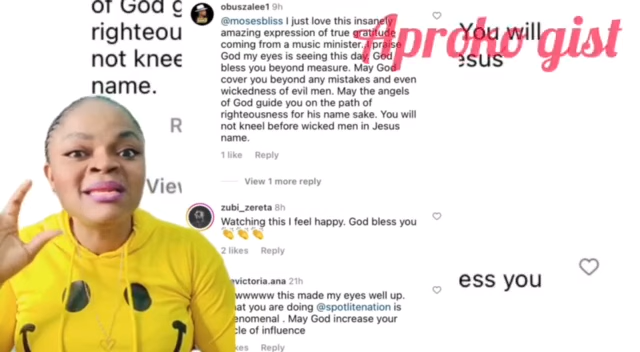 of God g
righteou
not knee
name.
R
View
obuszalee1 9h
@mosesbliss I just love this insanely
amazing expression of true gratitude
coming from a music minister. I praise
God my eyes is seeing this day. God
bless you beyond measure. May God
cover you beyond any mistakes and even
wickedness of evil men. May the angels
of God guide you on the path of
righteousness for his name sake. You will
not kneel before wicked men in Jesus
name.
1 like Reply
View 1 more reply
zubi_zereta 8h
Watching this I feel happy. God bless you
👏👏👏
2 likes Reply
evictoria.ana 21h
wwwww this made my eyes well up.
at you are doing @spotlitenation is
enomenal . May God increase your
cle of influence
kes Reply
Aproko gist
You will
esus
ess you